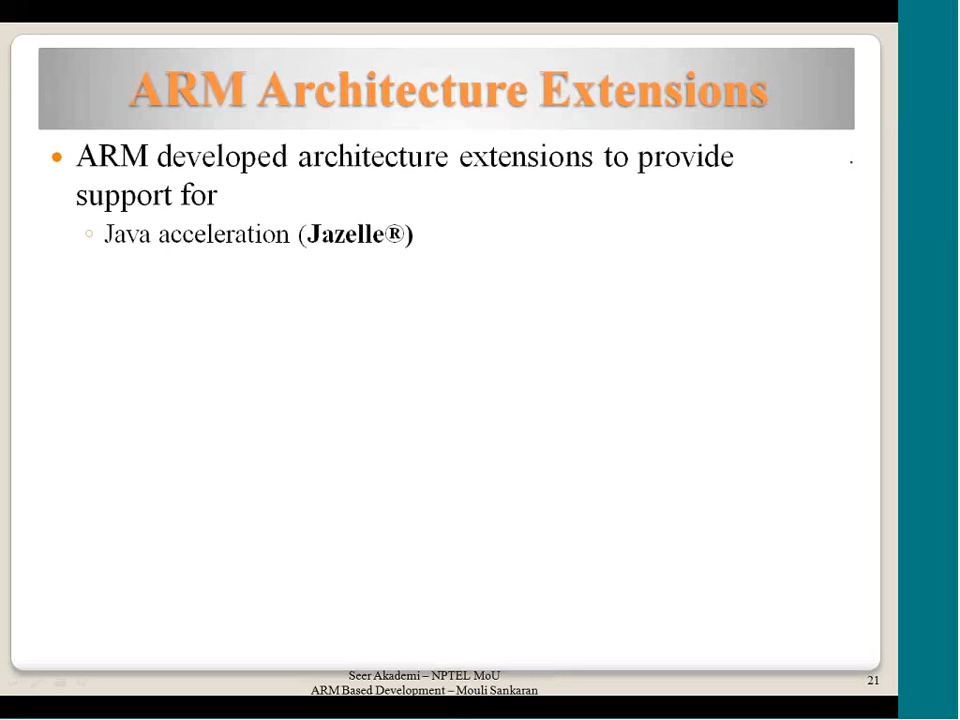 ARM Architecture Extensions
ARM developed architecture extensions to provide
support for
Java acceleration (Jazelle®)
Seer Akademi – NPTEL MoU
ARM Based Development – Mouli Sankaran
21